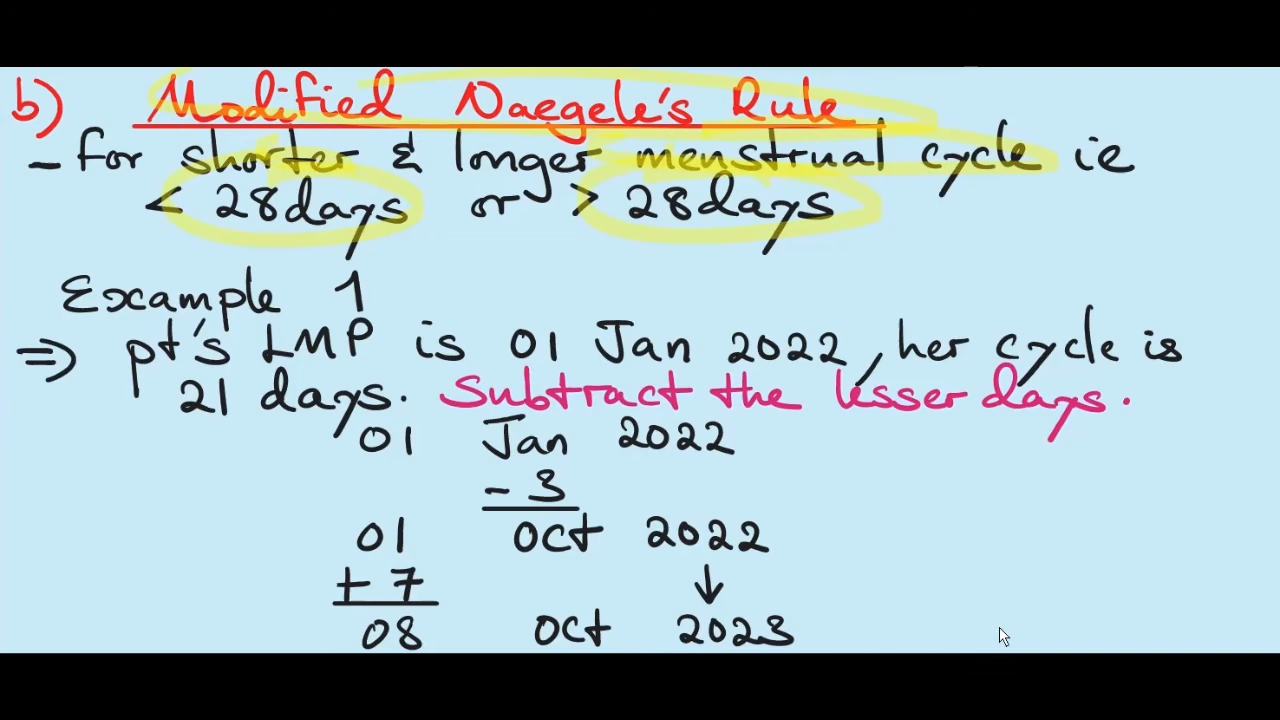 b) Modified Naegele's Rule
- For shorter & longer menstrual cycle ie
< 28days or > 28days
Example 1
⇒ pt's LMP is 01 Jan 2022, her cycle is
21 days. Subtract the lesser days.
01 Jan 2022
- 3
01 Oct 2022
+ 7 ↓
08 Oct 2023